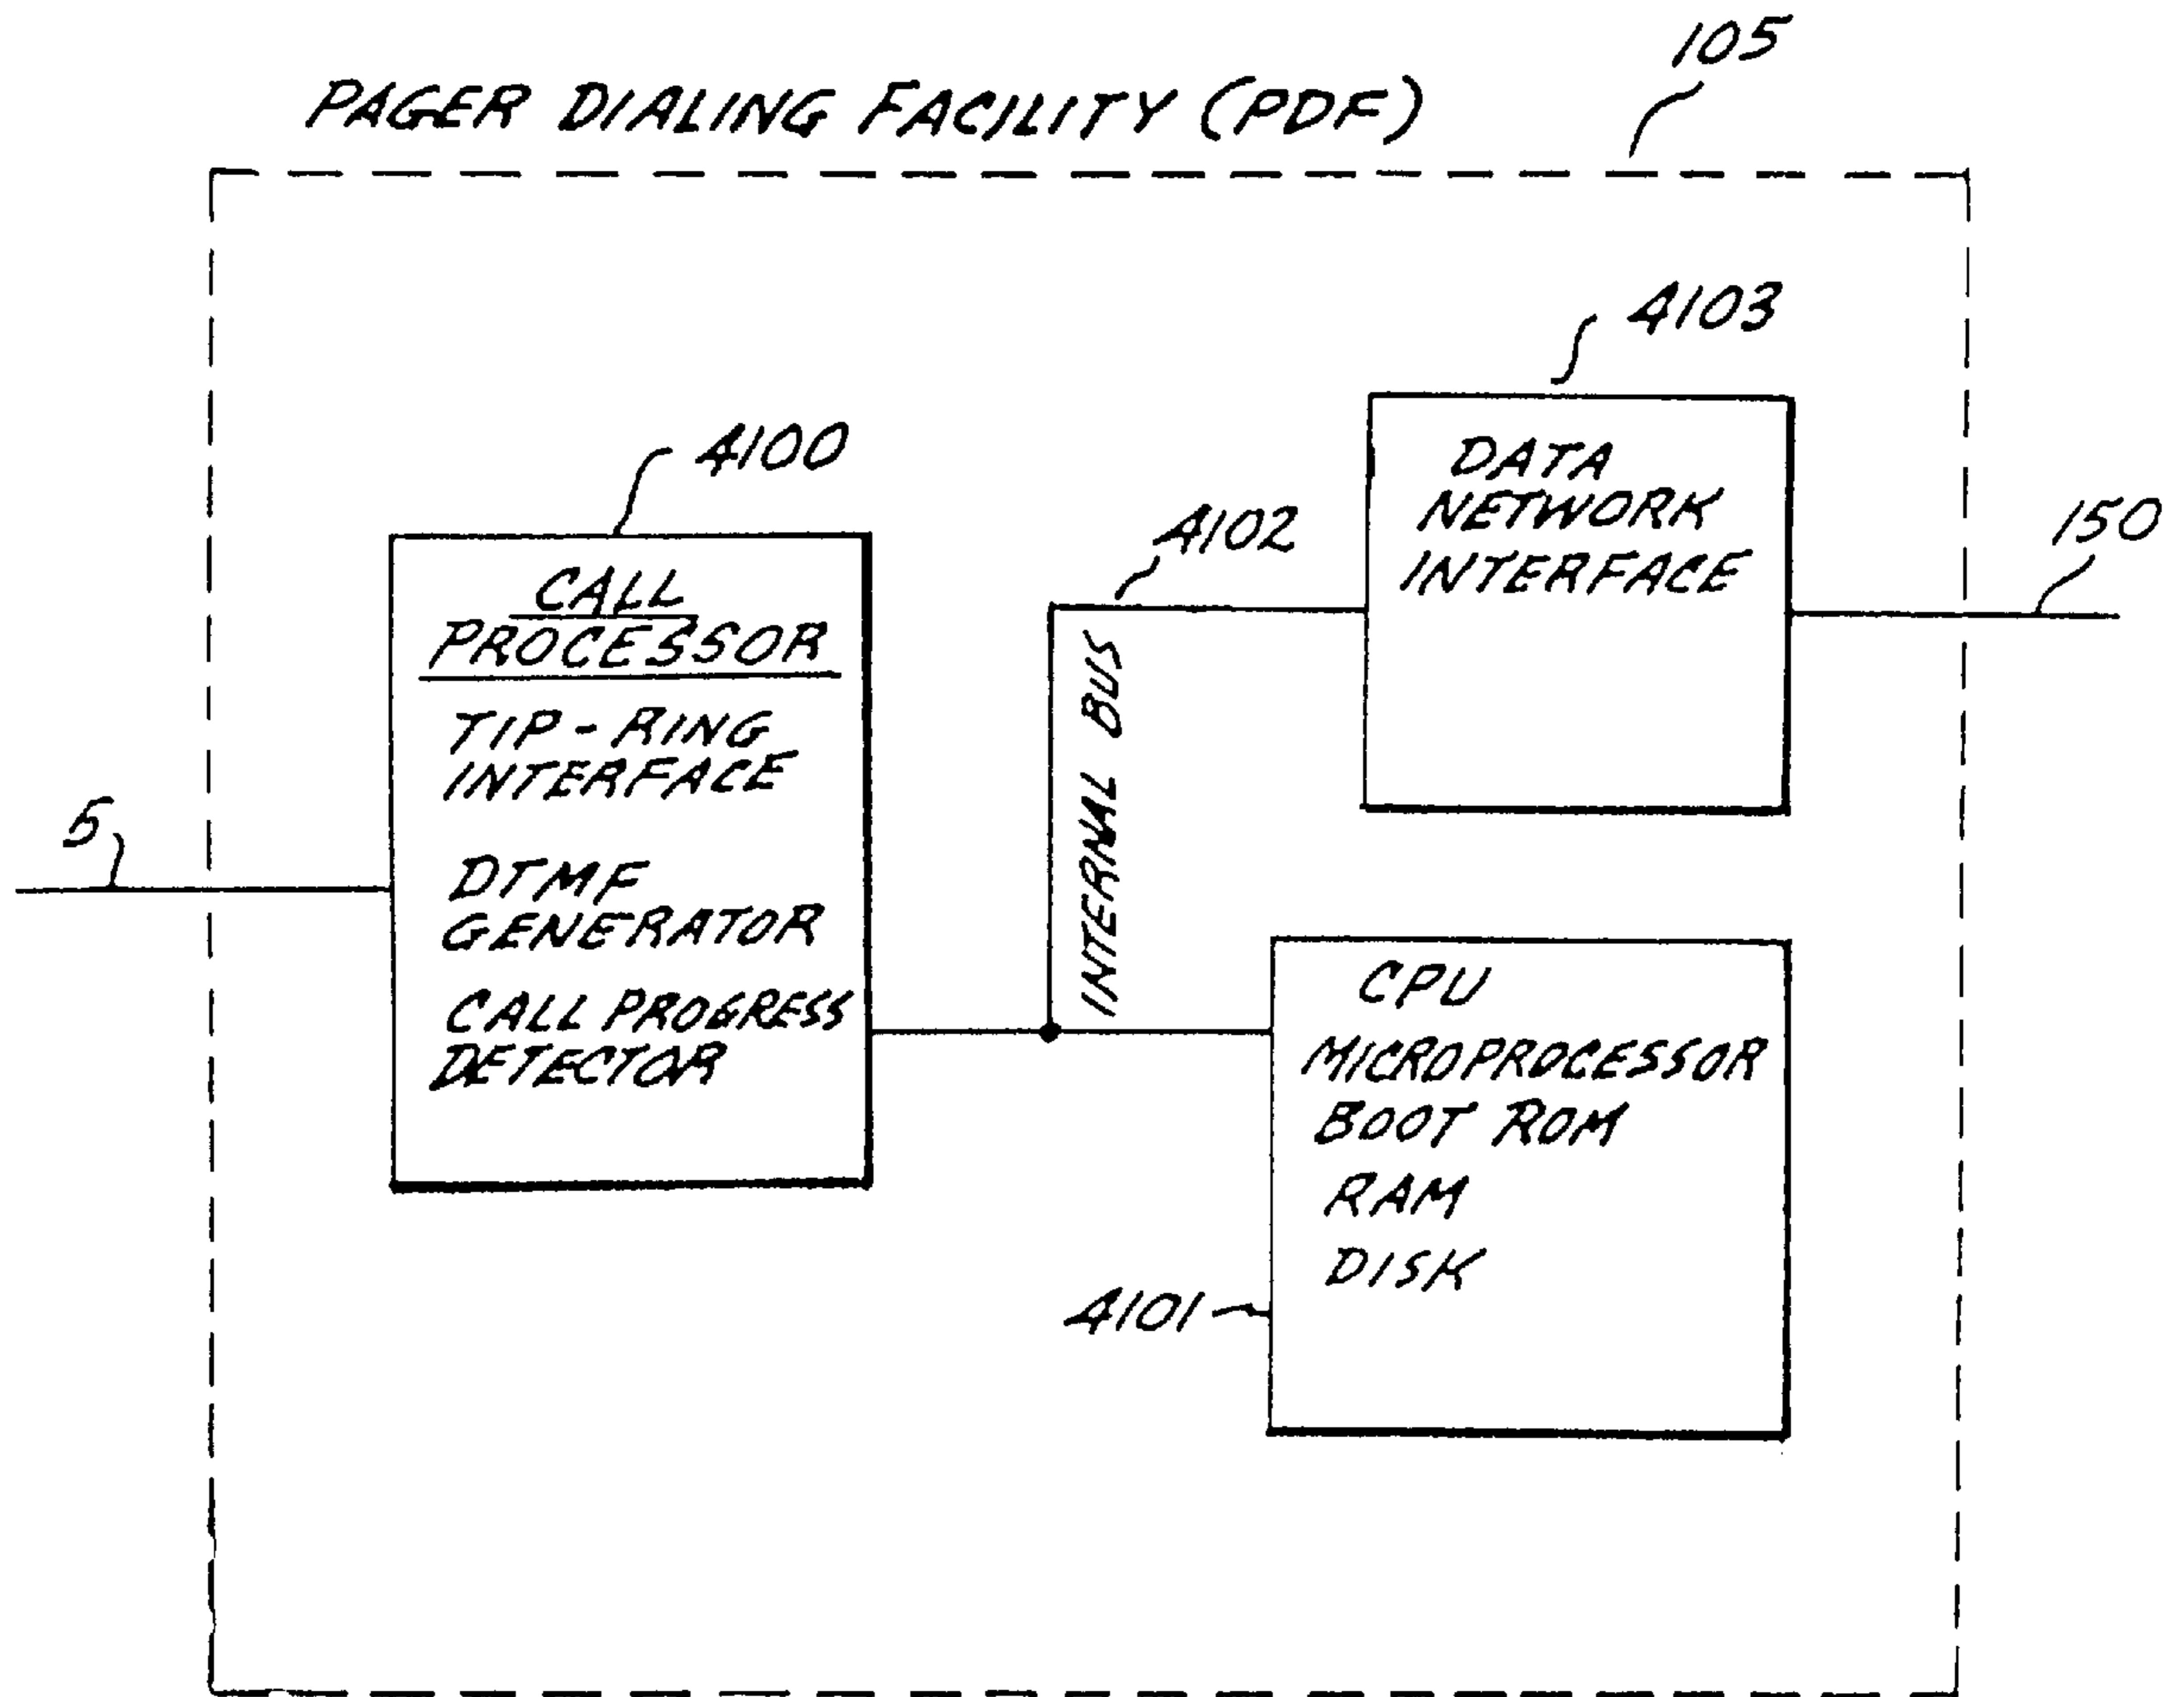 105
PAGER DIALING FACILITY (PDF)
4103
4100
DATA
NETWORK
INTERFACE
4102
150
CALL
PROCESSOR
TIP-RING
INTERFACE
DTMF
GENERATOR
CALL PROGRESS
DETECTOR
5
INTERNAL BUS
CPU
MICROPROCESSOR
BOOT ROM
RAM
DISK
4101